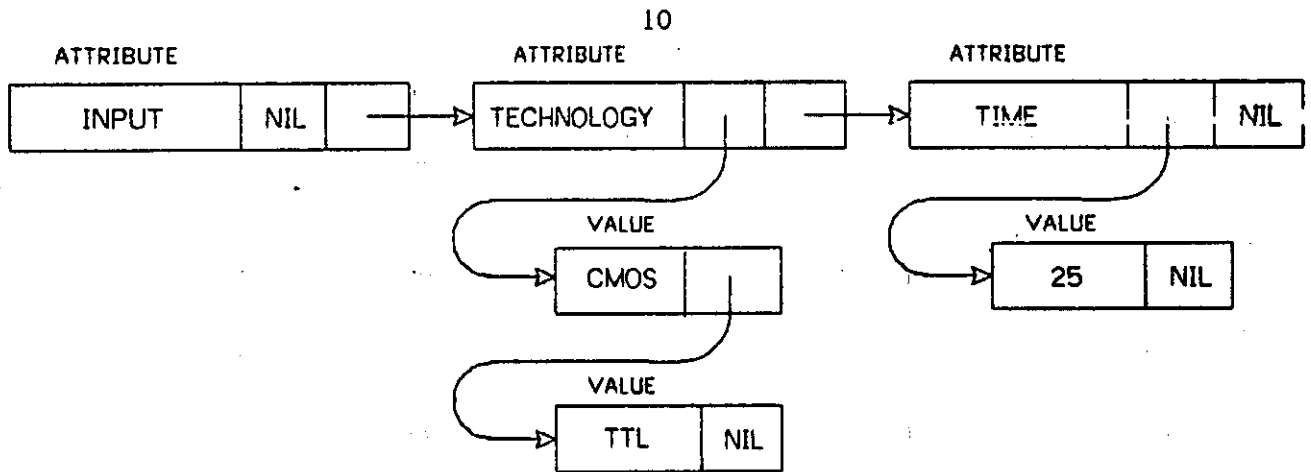 10
ATTRIBUTE ATTRIBUTE ATTRIBUTE
INPUT NIL TECHNOLOGY TIME NIL
VALUE VALUE
CMOS 25 NIL
VALUE
TTL NIL